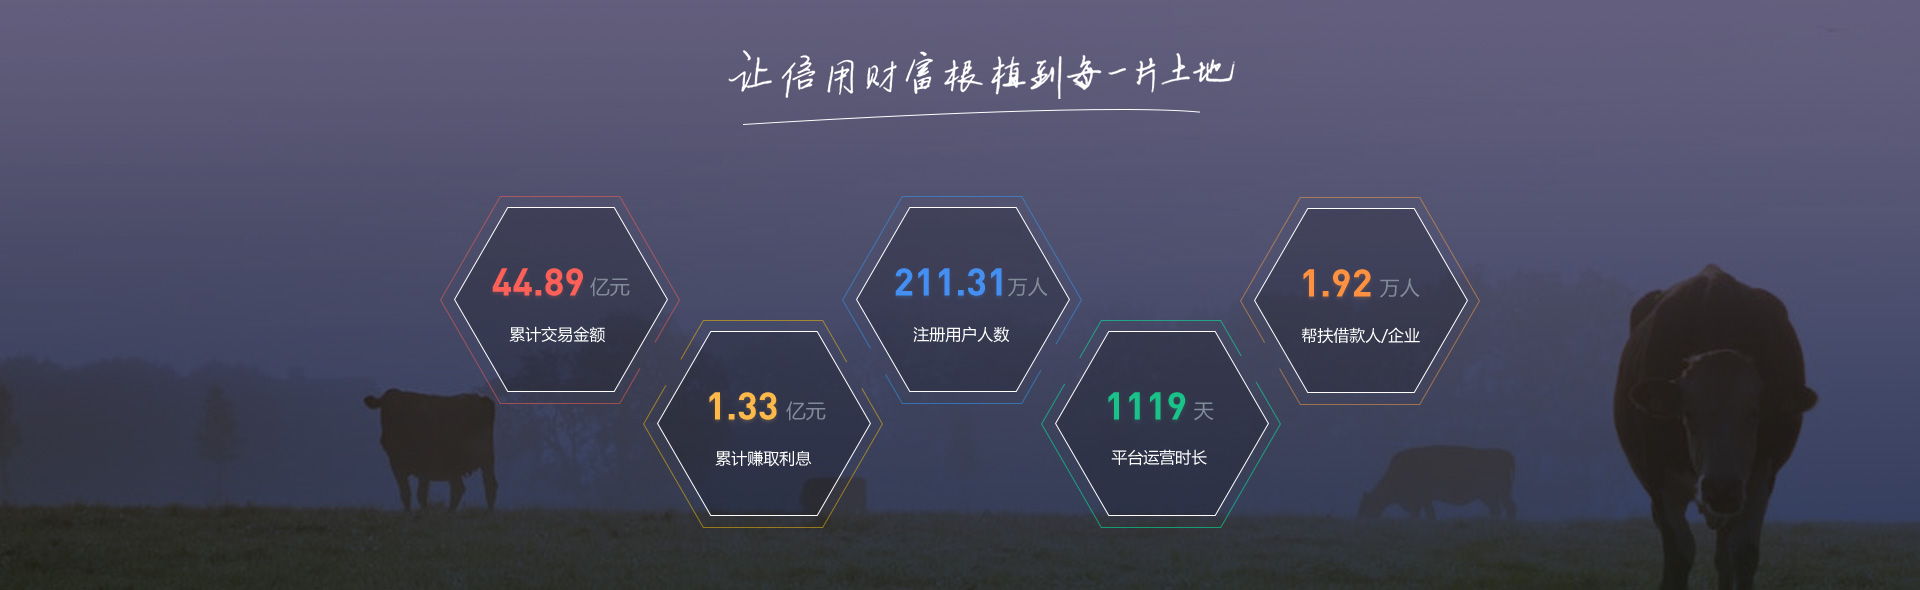 让信用财富根植到每一片土地
44.89 亿元
累计交易金额
1.33 亿元
累计赚取利息
211.31万人
注册用户人数
1119 天
平台运营时长
1.92 万人
帮扶借款人/企业